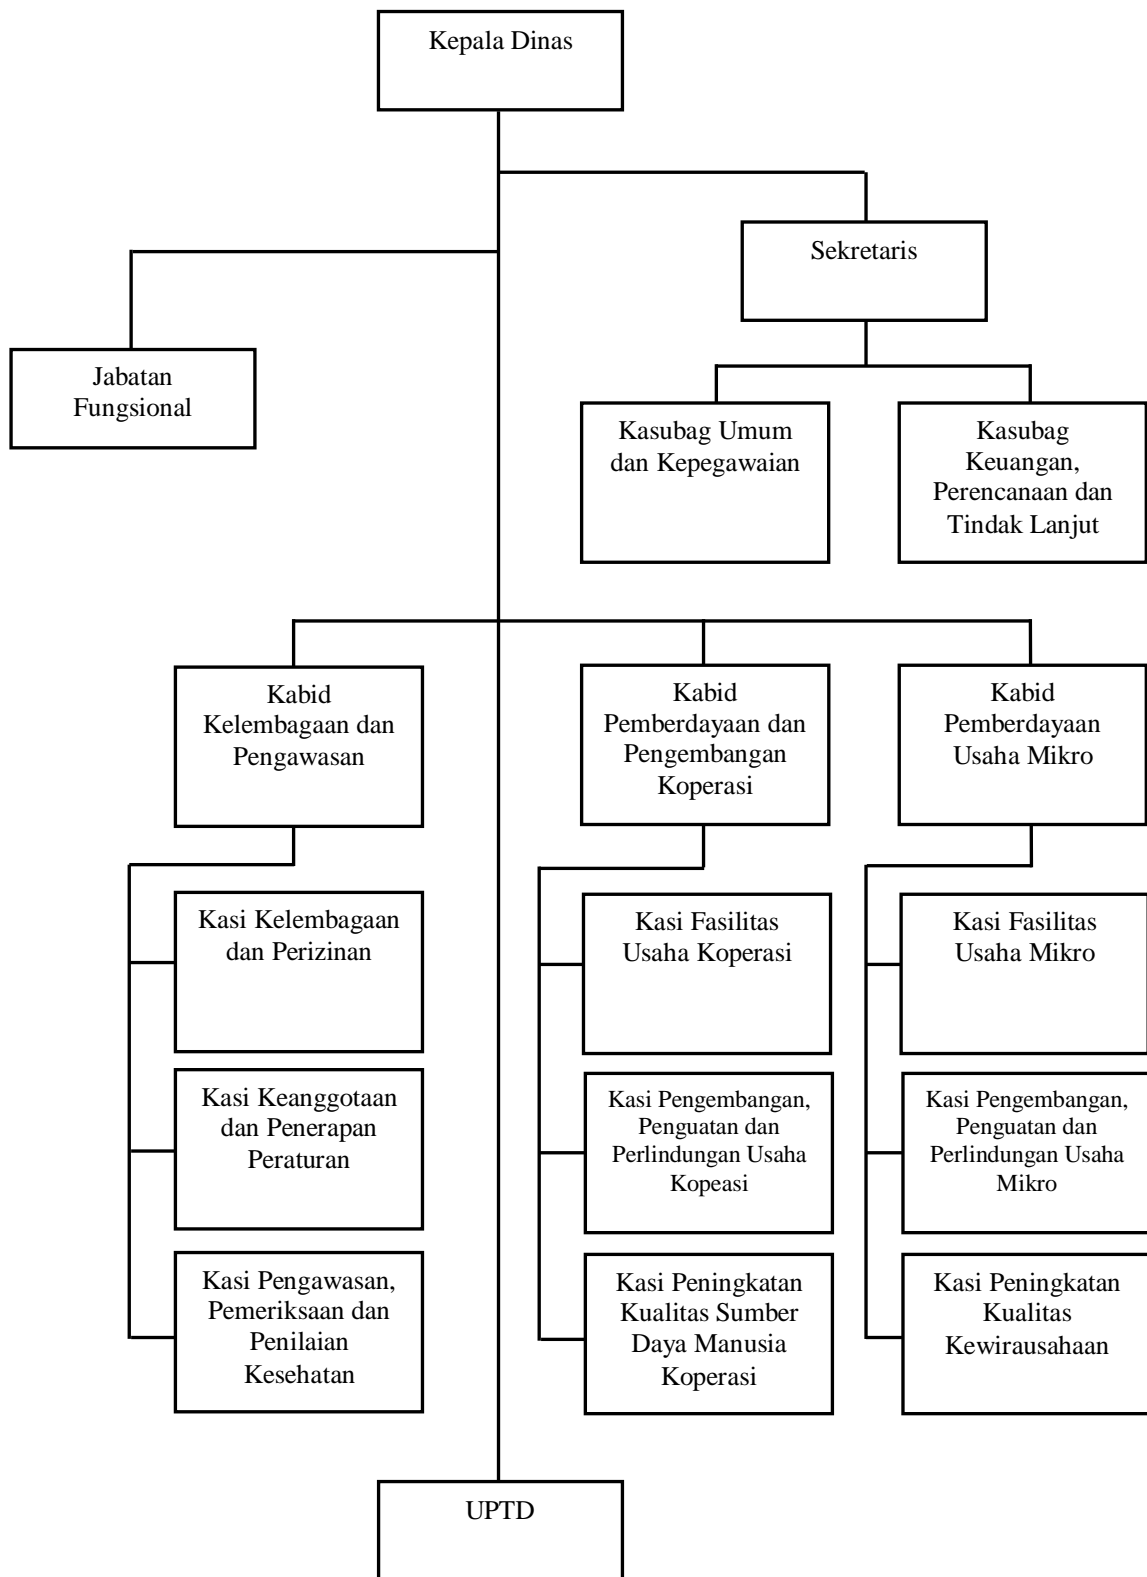 Kepala Dinas
Sekretaris
Jabatan
Fungsional
Kasubag Umum
dan Kepegawaian
Kasubag
Keuangan,
Perencanaan dan
Tindak Lanjut
Kabid
Kelembagaan dan
Pengawasan
Kabid
Pemberdayaan dan
Pengembangan
Koperasi
Kabid
Pemberdayaan
Usaha Mikro
Kasi Kelembagaan
dan Perizinan
Kasi Fasilitas
Usaha Koperasi
Kasi Fasilitas
Usaha Mikro
Kasi Keanggotaan
dan Penerapan
Peraturan
Kasi Pengembangan,
Penguatan dan
Perlindungan Usaha
Kopeasi
Kasi Pengembangan,
Penguatan dan
Perlindungan Usaha
Mikro
Kasi Pengawasan,
Pemeriksaan dan
Penilaian
Kesehatan
Kasi Peningkatan
Kualitas Sumber
Daya Manusia
Koperasi
Kasi Peningkatan
Kualitas
Kewirausahaan
UPTD